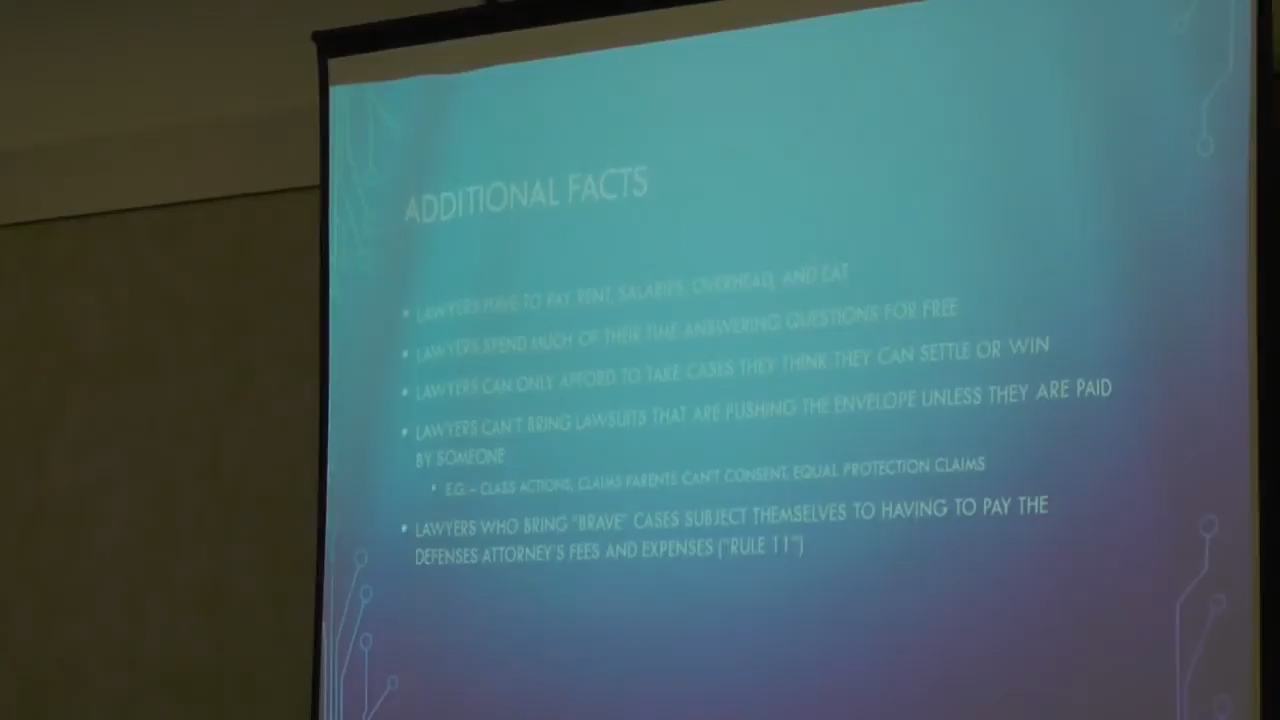 ADDITIONAL FACTS
• LAWYERS HAVE TO PAY RENT, SALARIES, OVERHEAD, AND EAT
• LAWYERS SPEND MUCH OF THEIR TIME ANSWERING QUESTIONS FOR FREE
• LAWYERS CAN ONLY AFFORD TO TAKE CASES THEY THINK THEY CAN SETTLE OR WIN
• LAWYERS CAN'T BRING LAWSUITS THAT ARE PUSHING THE ENVELOPE UNLESS THEY ARE PAID
BY SOMEONE
• E.G. – CLASS ACTIONS, CLAIMS PARENTS CAN'T CONSENT, EQUAL PROTECTION CLAIMS
• LAWYERS WHO BRING "BRAVE" CASES SUBJECT THEMSELVES TO HAVING TO PAY THE
DEFENSES ATTORNEY'S FEES AND EXPENSES ("RULE 11")